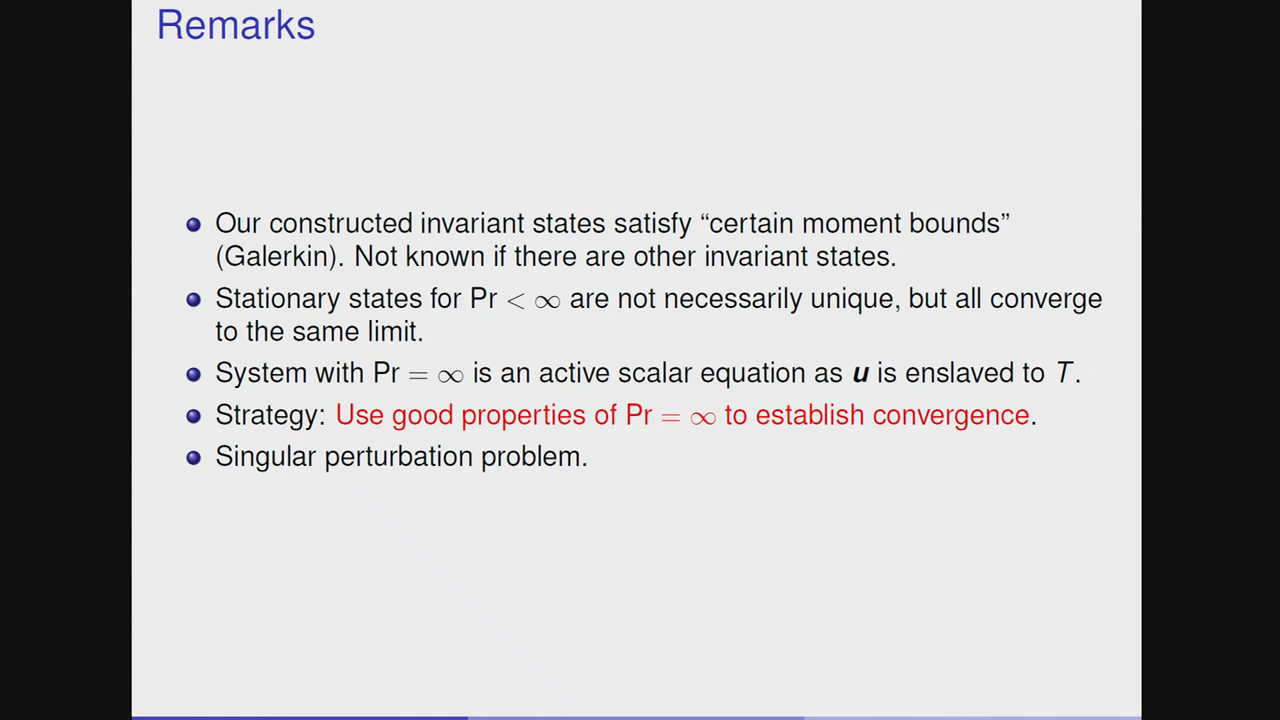 Remarks
Our constructed invariant states satisfy “certain moment bounds”
(Galerkin). Not known if there are other invariant states.
Stationary states for Pr < ∞ are not necessarily unique, but all converge
to the same limit.
System with Pr = ∞ is an active scalar equation as u is enslaved to T.
Strategy: Use good properties of Pr = ∞ to establish convergence.
Singular perturbation problem.